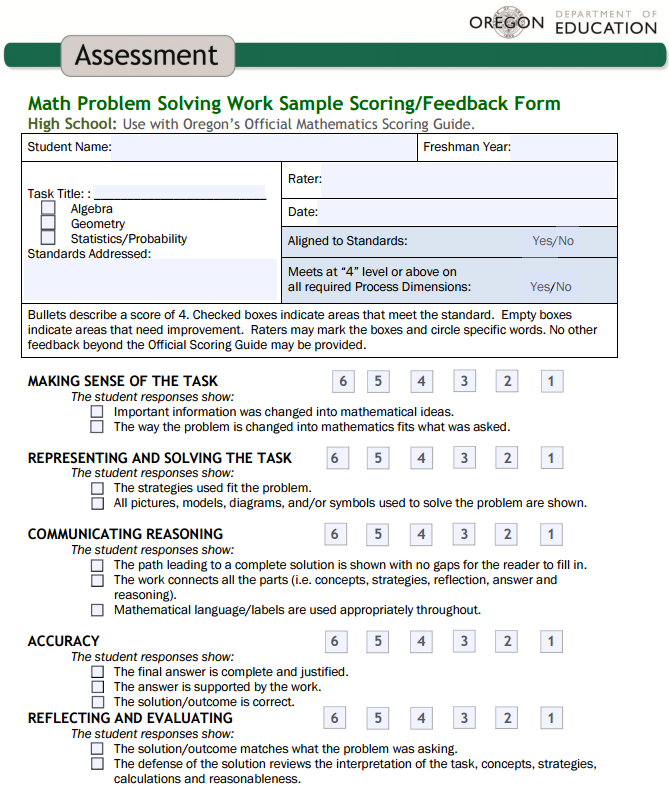 OREGON
DEPARTMENT OF
EDUCATION
Assessment
Math Problem Solving Work Sample Scoring/Feedback Form
High School: Use with Oregon's Official Mathematics Scoring Guide.
Student Name:
Freshman Year:
Task Title: :
Algebra
Geometry
Statistics/Probability
Standards Addressed:
Rater:
Date:
Aligned to Standards: Yes/No
Meets at “4” level or above on
all required Process Dimensions: Yes/No
Bullets describe a score of 4. Checked boxes indicate areas that meet the standard. Empty boxes
indicate areas that need improvement. Raters may mark the boxes and circle specific words. No other
feedback beyond the Official Scoring Guide may be provided.
MAKING SENSE OF THE TASK 6 5 4 3 2 1
The student responses show:
Important information was changed into mathematical ideas.
The way the problem is changed into mathematics fits what was asked.
REPRESENTING AND SOLVING THE TASK 6 5 4 3 2 1
The student responses show:
The strategies used fit the problem.
All pictures, models, diagrams, and/or symbols used to solve the problem are shown.
COMMUNICATING REASONING 6 5 4 3 2 1
The student responses show:
The path leading to a complete solution is shown with no gaps for the reader to fill in.
The work connects all the parts (i.e. concepts, strategies, reflection, answer and
reasoning).
Mathematical language/labels are used appropriately throughout.
ACCURACY 6 5 4 3 2 1
The student responses show:
The final answer is complete and justified.
The answer is supported by the work.
The solution/outcome is correct.
REFLECTING AND EVALUATING 6 5 4 3 2 1
The student responses show:
The solution/outcome matches what the problem was asking.
The defense of the solution reviews the interpretation of the task, concepts, strategies,
calculations and reasonableness.